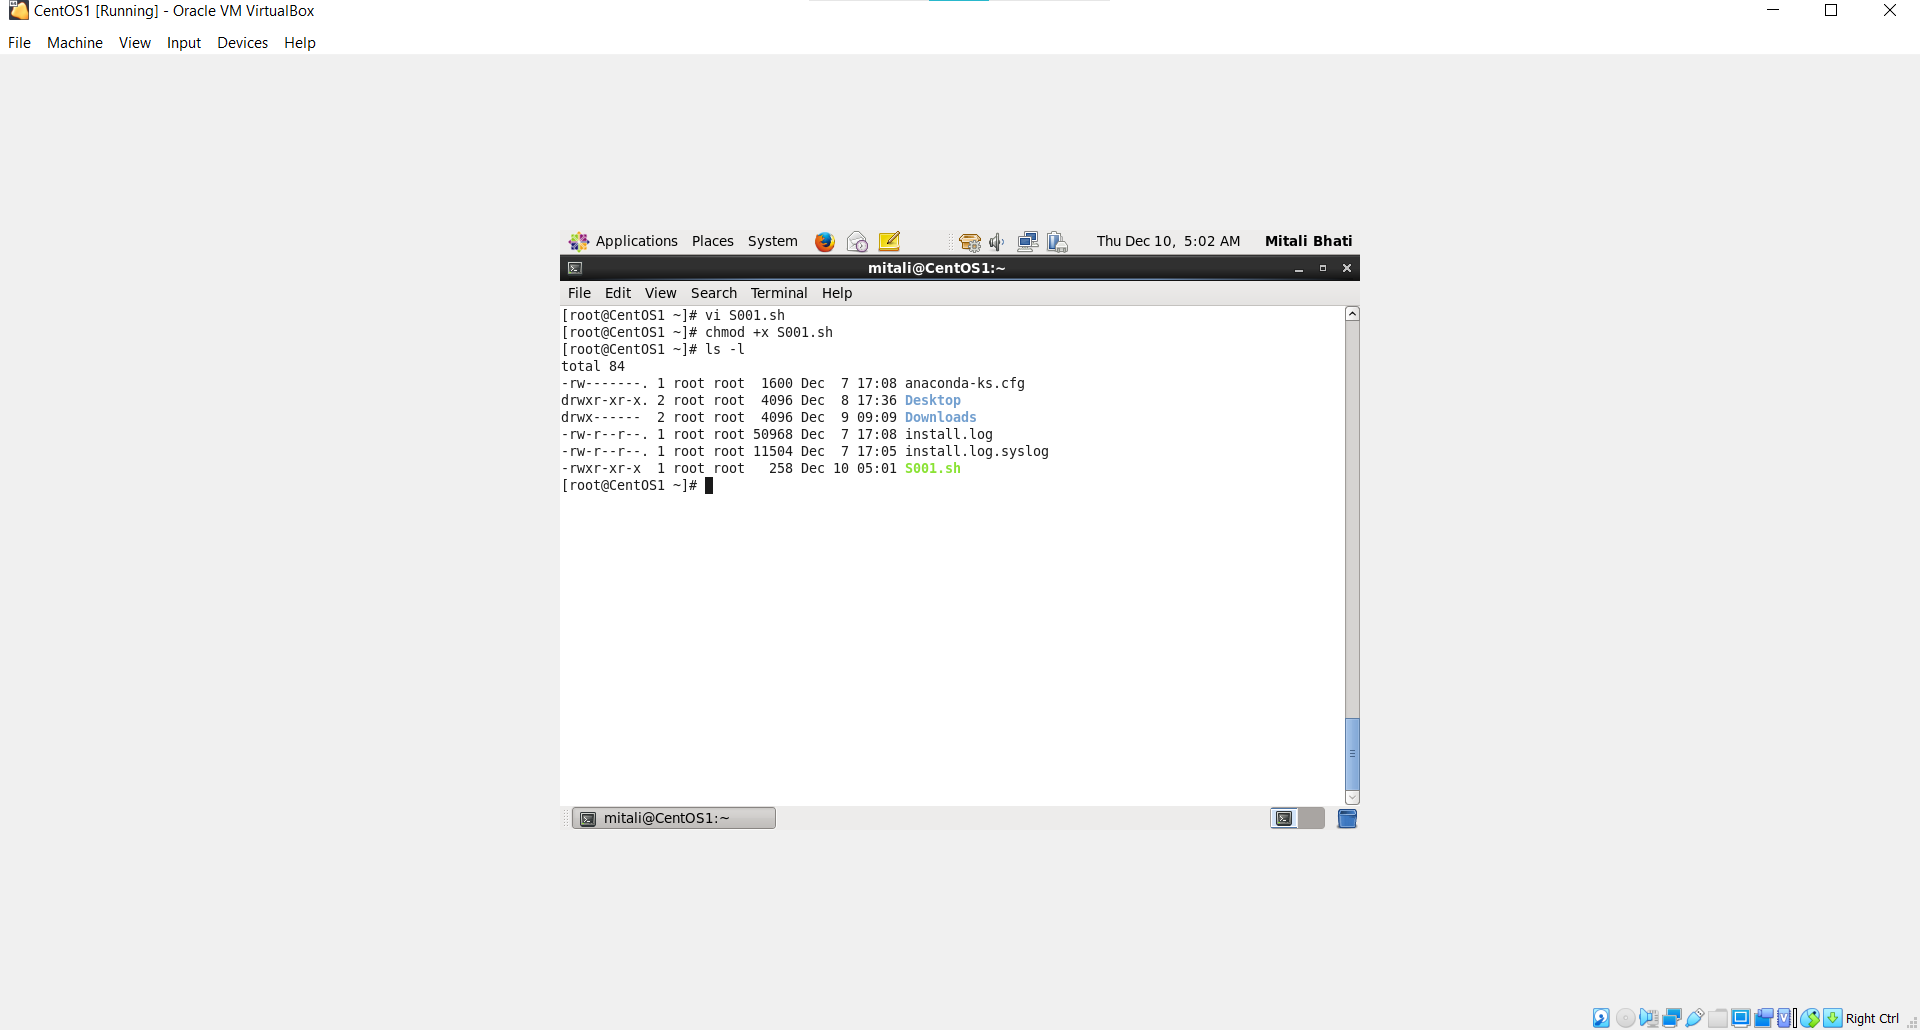 CentOS1 [Running] - Oracle VM VirtualBox
File Machine View Input Devices Help
Applications Places System Thu Dec 10, 5:02 AM Mitali Bhati
mitali@CentOS1:~
File Edit View Search Terminal Help
[root@CentOS1 ~]# vi S001.sh
[root@CentOS1 ~]# chmod +x S001.sh
[root@CentOS1 ~]# ls -l
total 84
-rw-------. 1 root root  1600 Dec  7 17:08 anaconda-ks.cfg
drwxr-xr-x. 2 root root  4096 Dec  8 17:36 Desktop
drwx------  2 root root  4096 Dec  9 09:09 Downloads
-rw-r--r--. 1 root root 50968 Dec  7 17:08 install.log
-rw-r--r--. 1 root root 11504 Dec  7 17:05 install.log.syslog
-rwxr-xr-x  1 root root   258 Dec 10 05:01 S001.sh
[root@CentOS1 ~]#
mitali@CentOS1:~
Right Ctrl